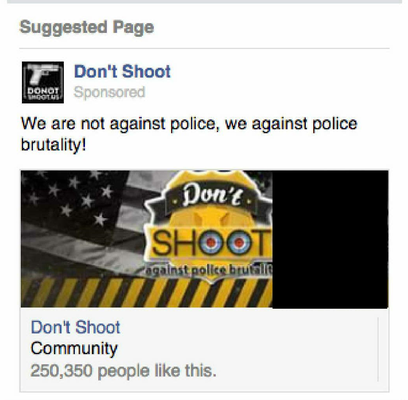 Suggested Page
DONOT
SHOOT.US
Don't Shoot
Sponsored
We are not against police, we against police
brutality!
Don't
SHOOT
against police brutalit
Don't Shoot
Community
250,350 people like this.